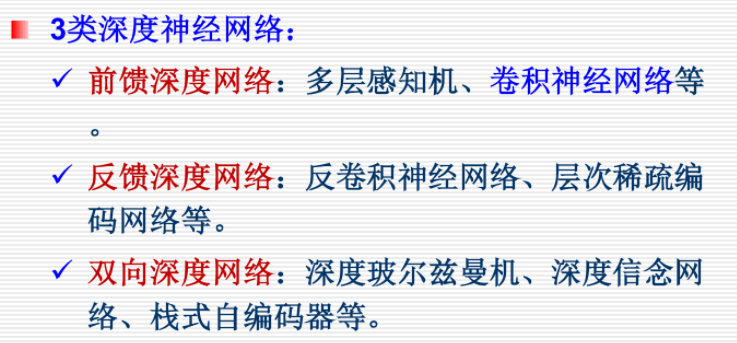 3类深度神经网络：
前馈深度网络：多层感知机、卷积神经网络等
。
反馈深度网络：反卷积神经网络、层次稀疏编
码网络等。
双向深度网络：深度玻尔兹曼机、深度信念网
络、栈式自编码器等。